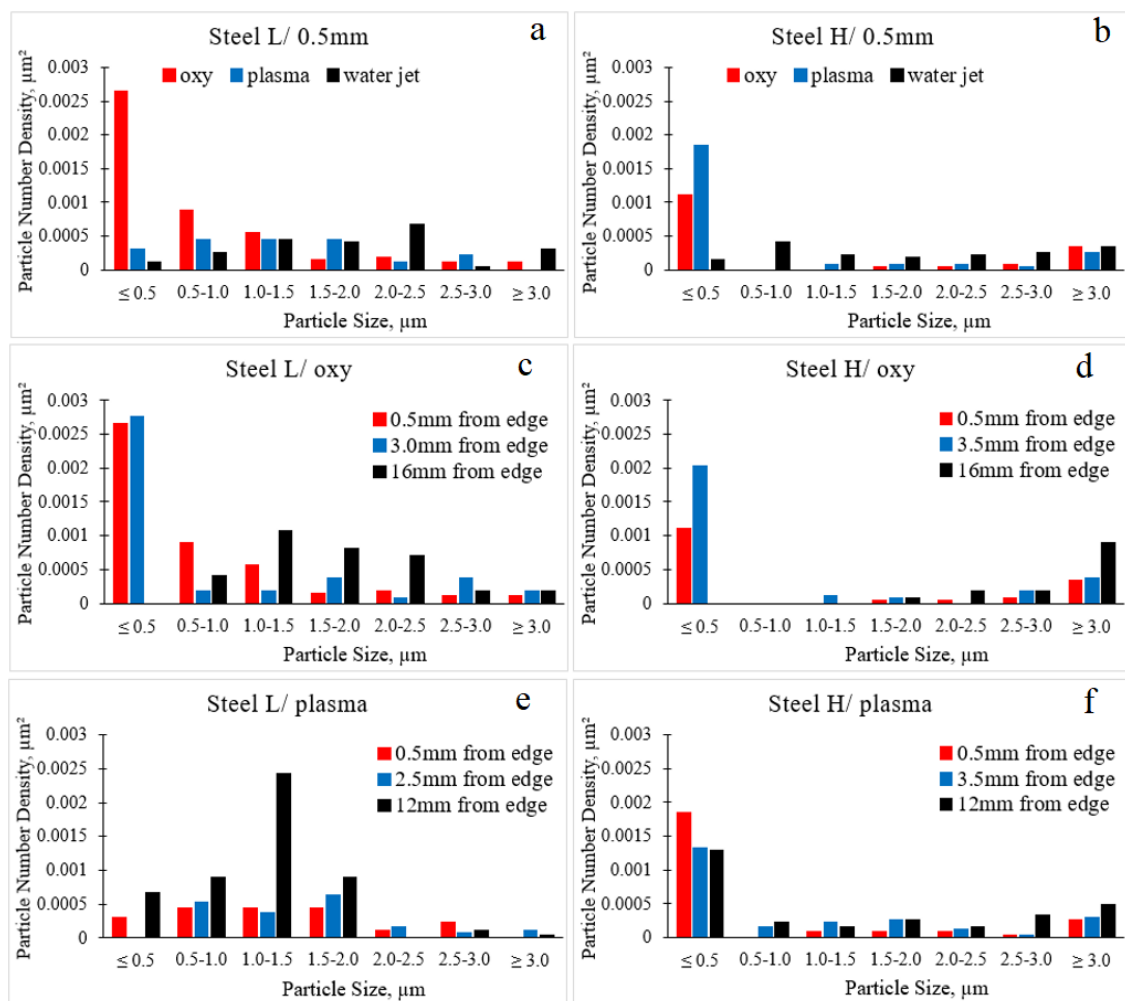 Steel L/ 0.5mm
a
oxy plasma water jet
Particle Number Density, µm²
0.003
0.0025
0.002
0.0015
0.001
0.0005
0
≤ 0.5 0.5-1.0 1.0-1.5 1.5-2.0 2.0-2.5 2.5-3.0 ≥ 3.0
Particle Size, µm
Steel H/ 0.5mm
b
oxy plasma water jet
Particle Number Density, µm²
0.003
0.0025
0.002
0.0015
0.001
0.0005
0
≤ 0.5 0.5-1.0 1.0-1.5 1.5-2.0 2.0-2.5 2.5-3.0 ≥ 3.0
Particle Size, µm
Steel L/ oxy
c
0.5mm from edge
3.0mm from edge
16mm from edge
Particle Number Density, µm²
0.003
0.0025
0.002
0.0015
0.001
0.0005
0
≤ 0.5 0.5-1.0 1.0-1.5 1.5-2.0 2.0-2.5 2.5-3.0 ≥ 3.0
Particle Size, µm
Steel H/ oxy
d
0.5mm from edge
3.5mm from edge
16mm from edge
Particle Number Density, µm²
0.003
0.0025
0.002
0.0015
0.001
0.0005
0
≤ 0.5 0.5-1.0 1.0-1.5 1.5-2.0 2.0-2.5 2.5-3.0 ≥ 3.0
Particle Size, µm
Steel L/ plasma
e
0.5mm from edge
2.5mm from edge
12mm from edge
Particle Number Density, µm²
0.003
0.0025
0.002
0.0015
0.001
0.0005
0
≤ 0.5 0.5-1.0 1.0-1.5 1.5-2.0 2.0-2.5 2.5-3.0 ≥ 3.0
Particle Size, µm
Steel H/ plasma
f
0.5mm from edge
3.5mm from edge
12mm from edge
Particle Number Density, µm²
0.003
0.0025
0.002
0.0015
0.001
0.0005
0
≤ 0.5 0.5-1.0 1.0-1.5 1.5-2.0 2.0-2.5 2.5-3.0 ≥ 3.0
Particle Size, µm